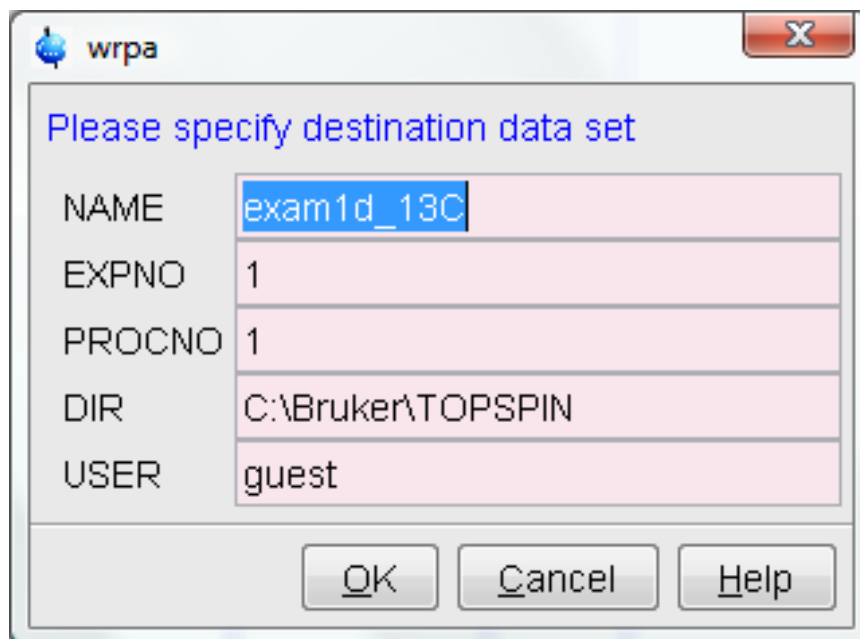 wrpa
Please specify destination data set
NAME exam1d_13C
EXPNO 1
PROCNO 1
DIR C:\Bruker\TOPSPIN
USER guest
OK Cancel Help